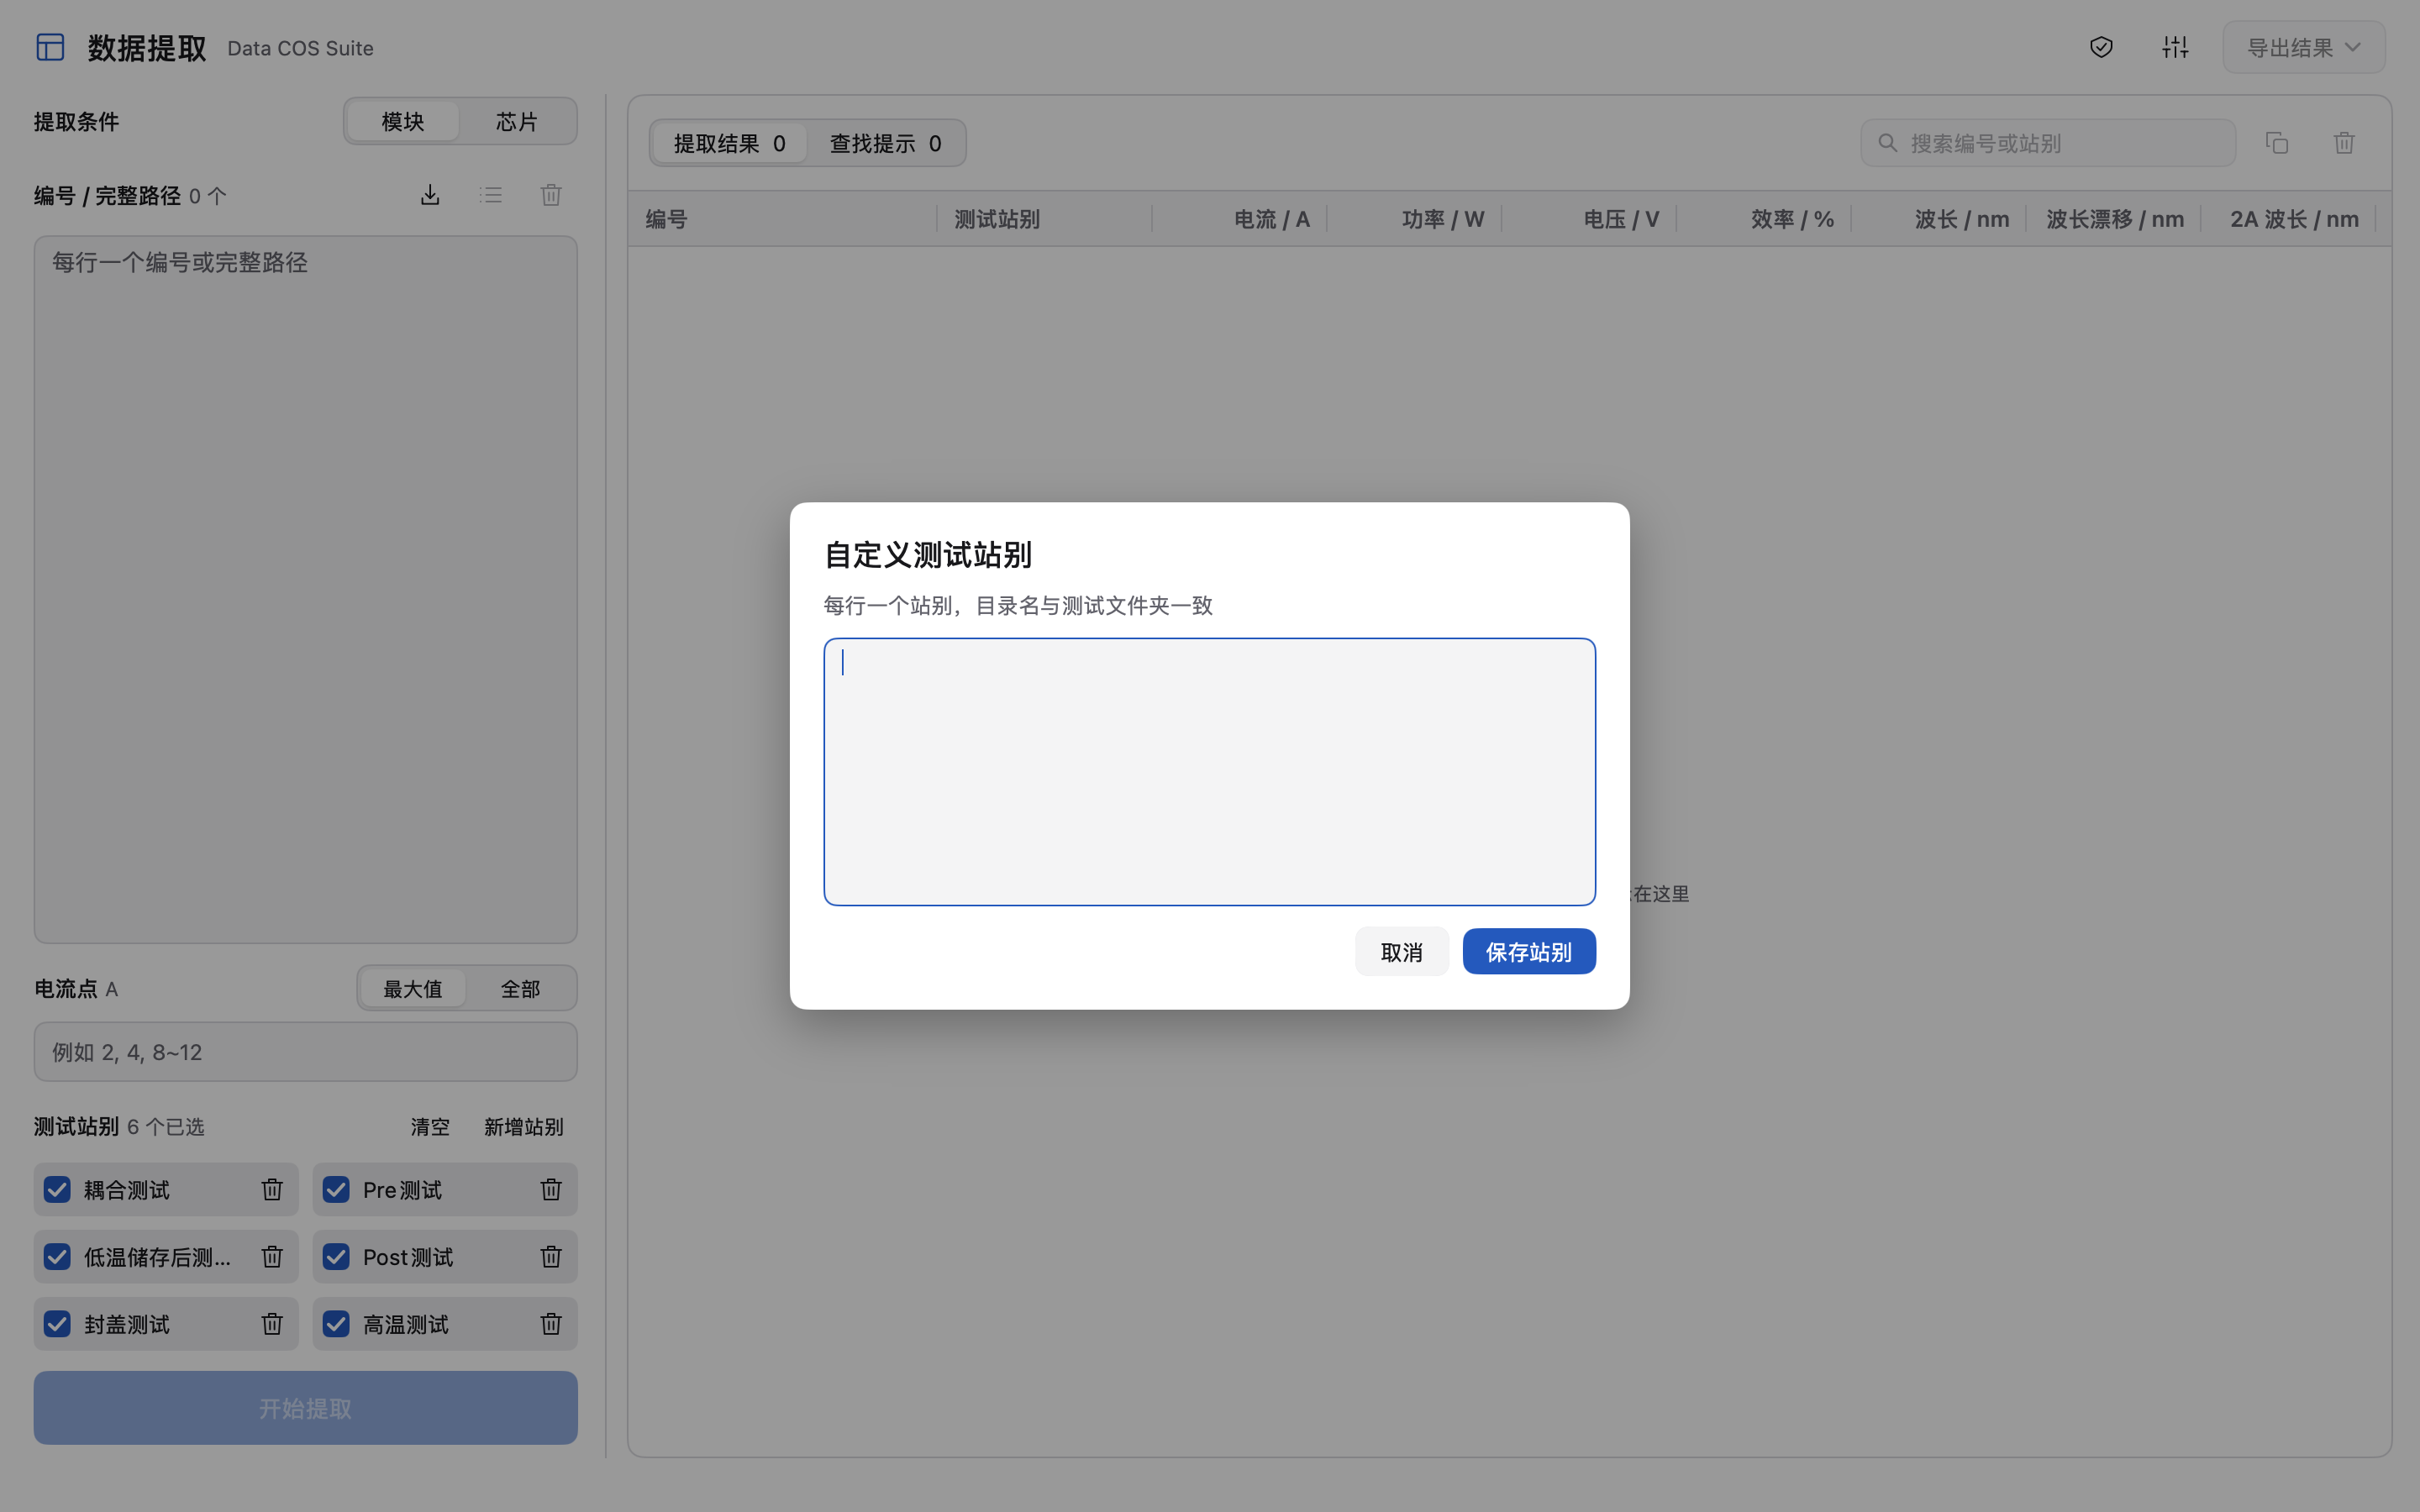 数据提取 Data COS Suite
导出结果
提取条件 模块 芯片
编号 / 完整路径 0 个
每行一个编号或完整路径
电流点 A 最大值 全部
例如 2, 4, 8~12
测试站别 6 个已选 清空 新增站别
耦合测试 Pre测试
低温储存后测... Post测试
封盖测试 高温测试
开始提取
提取结果 0 查找提示 0 搜索编号或站别
编号 测试站别 电流 / A 功率 / W 电压 / V 效率 / % 波长 / nm 波长漂移 / nm 2A 波长 / nm
在这里
自定义测试站别
每行一个站别，目录名与测试文件夹一致
取消 保存站别